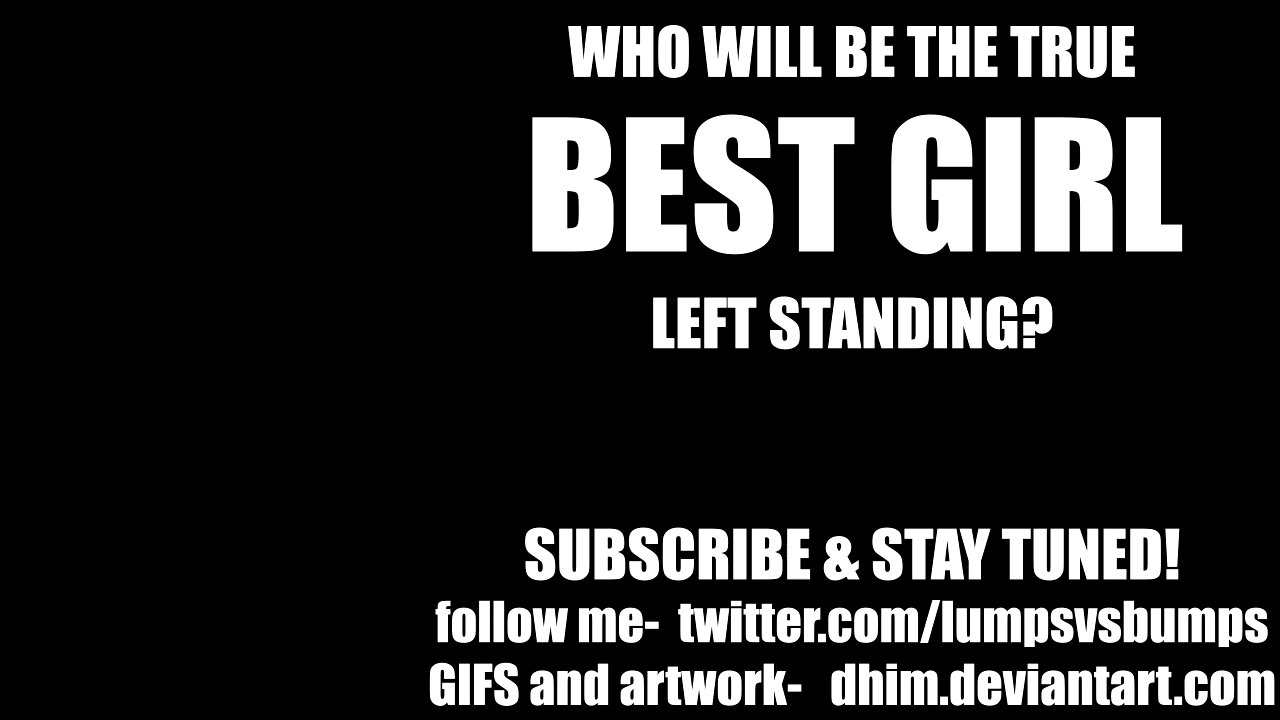 WHO WILL BE THE TRUE
BEST GIRL
LEFT STANDING?
SUBSCRIBE & STAY TUNED!
follow me- twitter.com/lumpsvsbumps
GIFS and artwork- dhim.deviantart.com